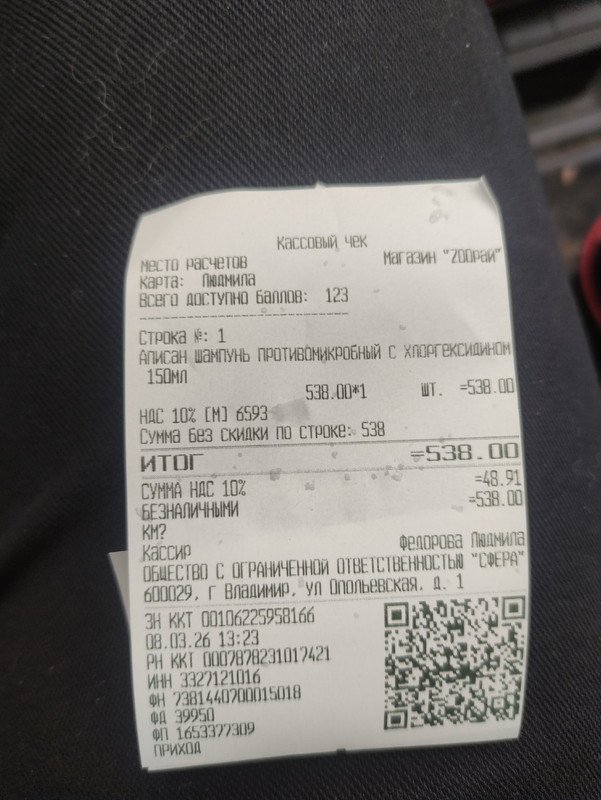 Кассовый чек
Место расчетов Магазин "ZООрай"
Карта: Людмила
Всего доступно баллов: 123
Строка №: 1
Аписан шампунь противомикробный с хлоргексидином
150мл
538.00*1 шт. =538.00
НДС 10% [М] 6593
Сумма без скидки по строке: 538
ИТОГ =538.00
СУММА НДС 10% =48.91
БЕЗНАЛИЧНЫМИ =538.00
КМ?
Кассир Федорова Людмила
ОБЩЕСТВО С ОГРАНИЧЕННОЙ ОТВЕТСТВЕННОСТЬЮ "СФЕРА"
600029, г Владимир, ул Опольевская, д. 1
ЗН ККТ 00106225958166
08.03.26 13:23
РН ККТ 0007878231017421
ИНН 3327121016
ФН 7381440700015018
ФД 39950
ФП 1653377309
ПРИХОД